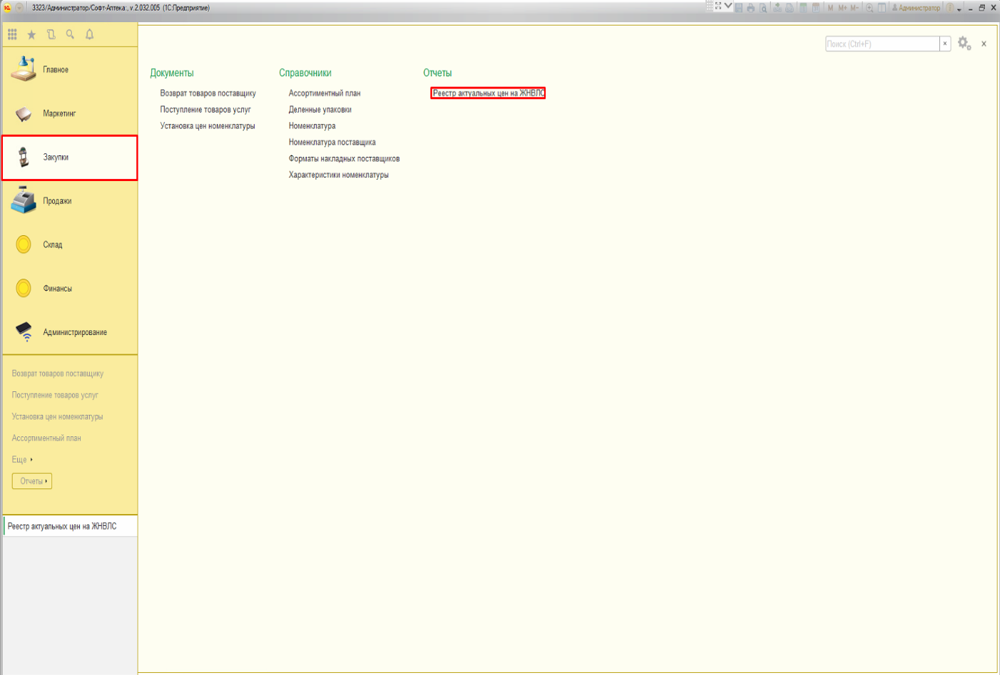 3323/Администратор/Софт-Аптека:, v.2.032.005 (1С:Предприятие)
M M+ M-
Администратор
Главное
Маркетинг
Закупки
Продажи
Склад
Финансы
Администрирование
Возврат товаров поставщику
Поступление товаров услуг
Установка цен номенклатуры
Ассортиментный план
Еще
Отчеты
Реестр актуальных цен на ЖНВЛС
Поиск (Ctrl+F)
Документы
Возврат товаров поставщику
Поступление товаров услуг
Установка цен номенклатуры
Справочники
Ассортиментный план
Деленные упаковки
Номенклатура
Номенклатура поставщика
Форматы накладных поставщиков
Характеристики номенклатуры
Отчеты
Реестр актуальных цен на ЖНВЛС